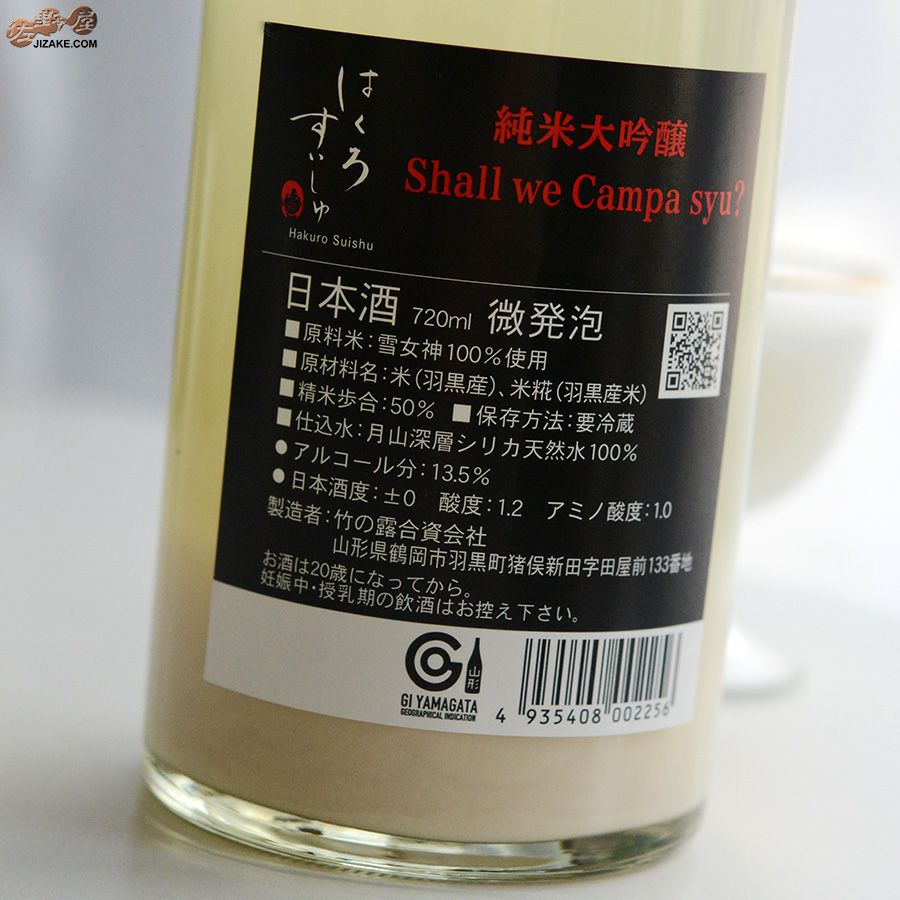 佐野屋
JIZAKE.COM
はくろ
すいしゅ
Hakuro Suishu
純米大吟醸
Shall we Campa syu?
日本酒 720ml 微発泡
■原料米:雪女神100%使用
■原材料名:米(羽黒産)、米糀(羽黒産米)
■精米歩合:50% ■保存方法:要冷蔵
■仕込水:月山深層シリカ天然水100%
●アルコール分:13.5%
●日本酒度:±0 酸度:1.2 アミノ酸度:1.0
製造者:竹の露合資会社
山形県鶴岡市羽黒町猪俣新田字田屋前133番地
お酒は20歳になってから。
妊娠中・授乳期の飲酒はお控え下さい。
山形
GI YAMAGATA
GEOGRAPHICAL INDICATION
4 935408 002256